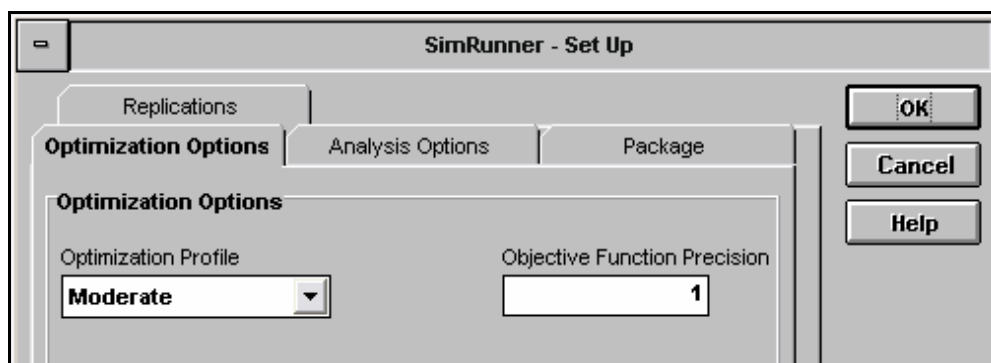 SimRunner - Set Up
Replications
Optimization Options
Analysis Options
Package
OK
Cancel
Help
Optimization Options
Optimization Profile
Objective Function Precision
Moderate
1